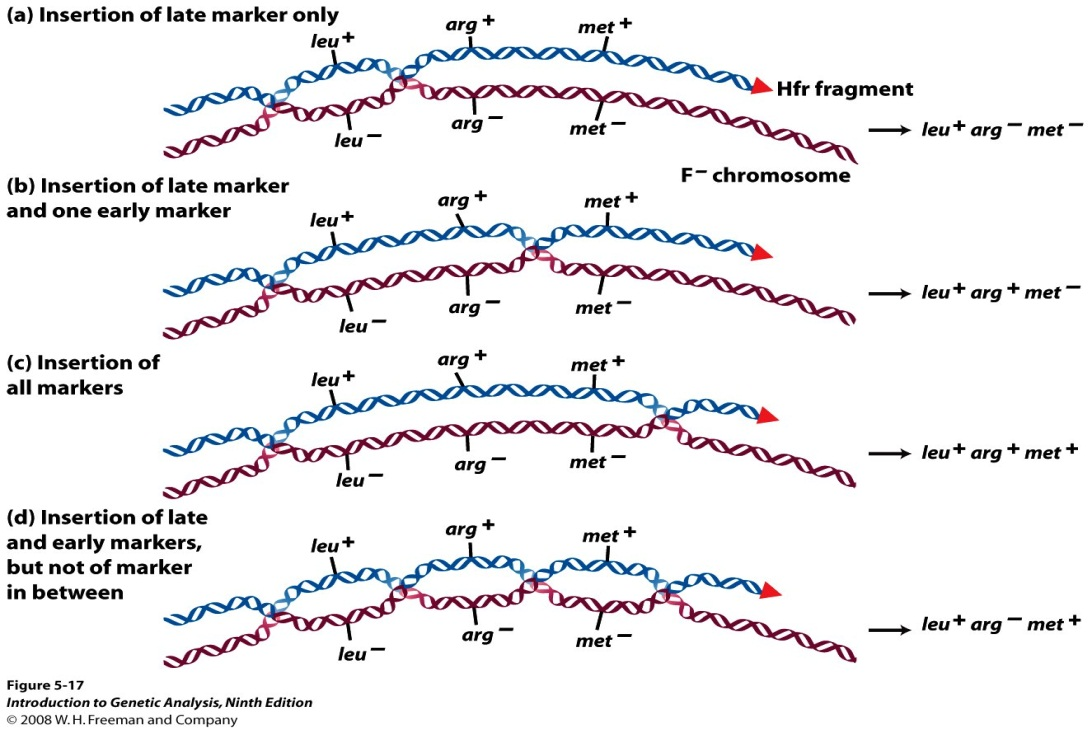 (a) Insertion of late marker only
leu+
arg+
met+
Hfr fragment
leu–
arg–
met–
leu+ arg– met–
F– chromosome
(b) Insertion of late marker
and one early marker
leu+
arg+
met+
leu–
arg–
met–
leu+ arg+ met–
(c) Insertion of
all markers
leu+
arg+
met+
leu–
arg–
met–
leu+ arg+ met+
(d) Insertion of late
and early markers,
but not of marker
in between
leu+
arg+
met+
leu–
arg–
met–
leu+ arg– met+
Figure 5-17
Introduction to Genetic Analysis, Ninth Edition
© 2008 W. H. Freeman and Company